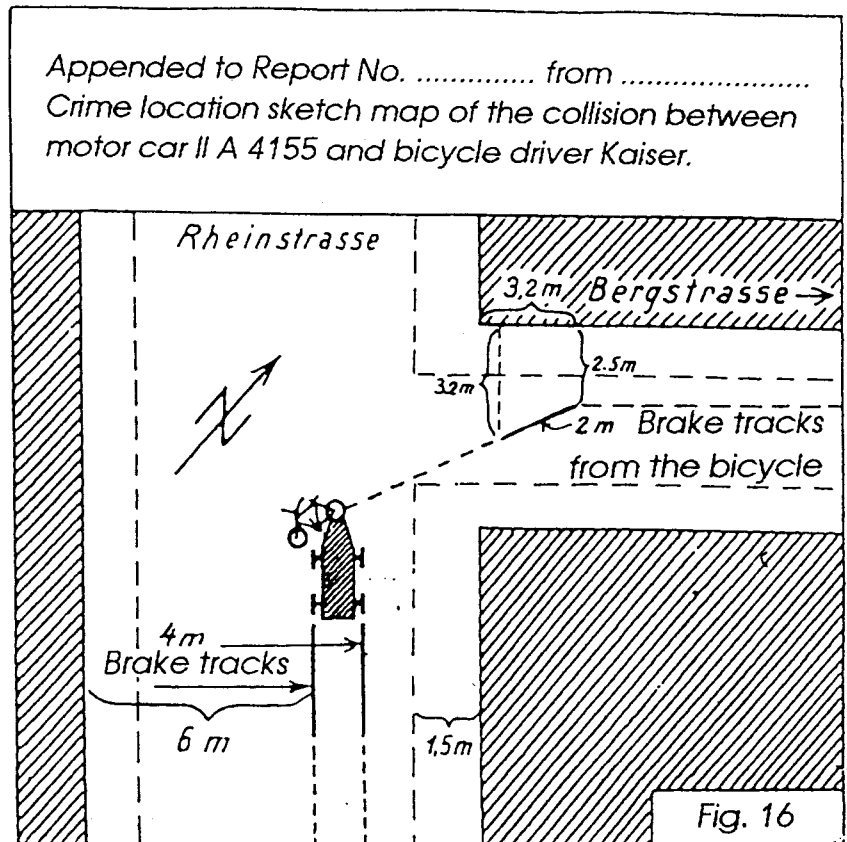 Appended to Report No. .............. from ......................
Crime location sketch map of the collision between
motor car II A 4155 and bicycle driver Kaiser.
Rheinstrasse
3,2m Bergstrasse
3.2m
2.5m
2m Brake tracks
from the bicycle
4m
Brake tracks
6 m
1,5m
Fig. 16